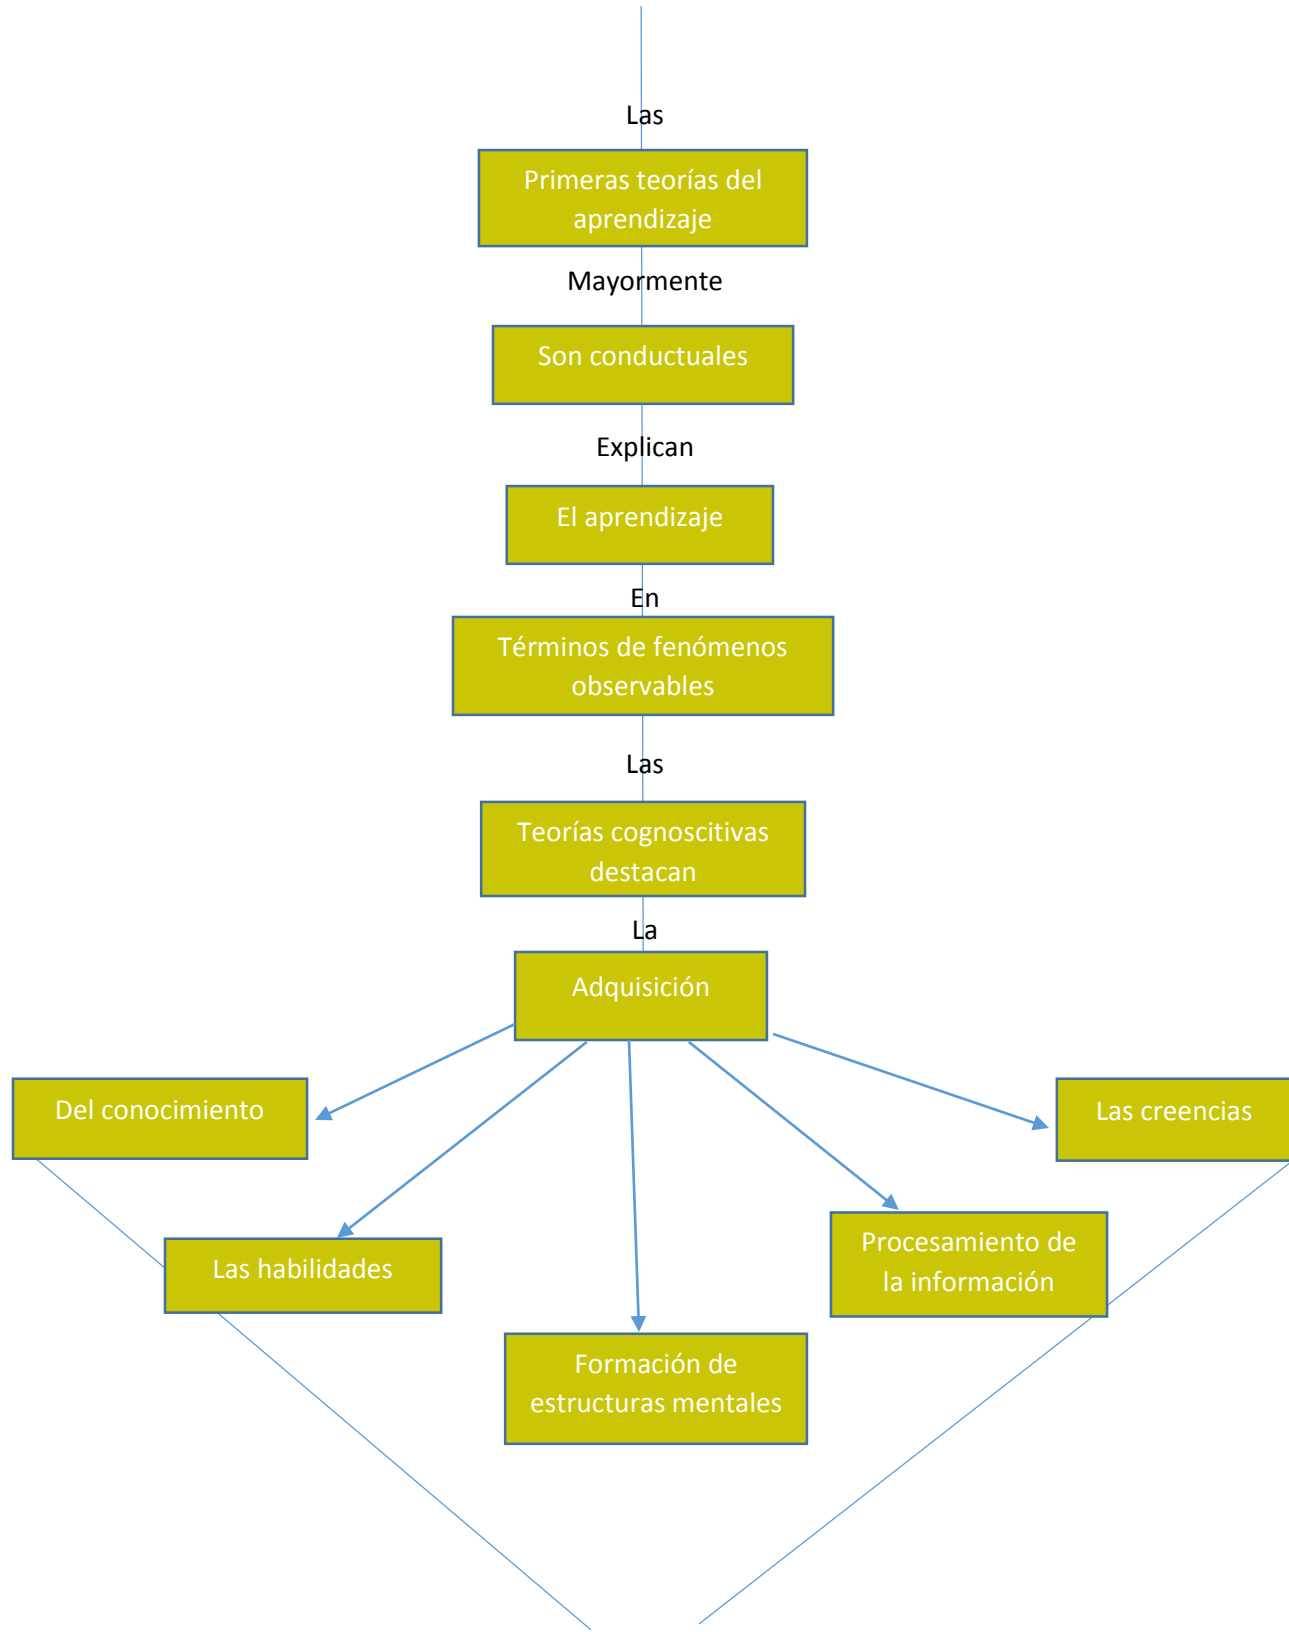 Las
Primeras teorías del
aprendizaje
Mayormente
Son conductuales
Explican
El aprendizaje
En
Términos de fenómenos
observables
Las
Teorías cognoscitivas
destacan
La
Adquisición
Del conocimiento
Las creencias
Las habilidades
Procesamiento de
la información
Formación de
estructuras mentales